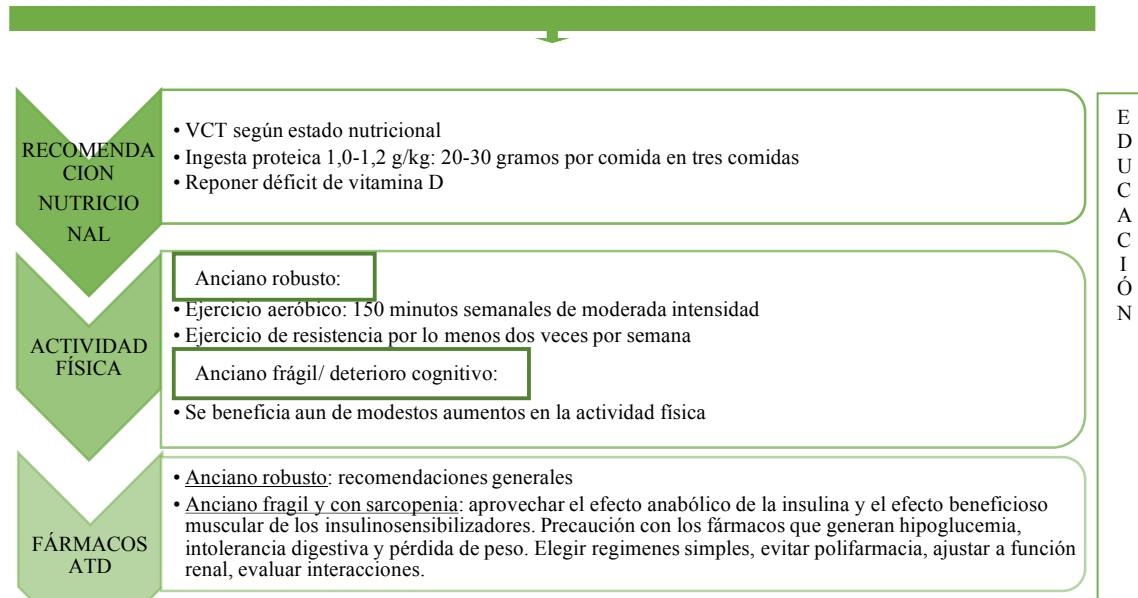 RECOMENDA
CION
NUTRICIO
NAL
• VCT según estado nutricional
• Ingesta proteica 1,0-1,2 g/kg: 20-30 gramos por comida en tres comidas
• Reponer déficit de vitamina D
ACTIVIDAD
FÍSICA
Anciano robusto:
• Ejercicio aeróbico: 150 minutos semanales de moderada intensidad
• Ejercicio de resistencia por lo menos dos veces por semana
Anciano frágil/ deterioro cognitivo:
• Se beneficia aun de modestos aumentos en la actividad física
FÁRMACOS
ATD
• Anciano robusto: recomendaciones generales
• Anciano fragil y con sarcopenia: aprovechar el efecto anabólico de la insulina y el efecto beneficioso
muscular de los insulinosensibilizadores. Precaución con los fármacos que generan hipoglucemia,
intolerancia digestiva y pérdida de peso. Elegir regimenes simples, evitar polifarmacia, ajustar a función
renal, evaluar interacciones.
E
D
U
C
A
C
I
Ó
N